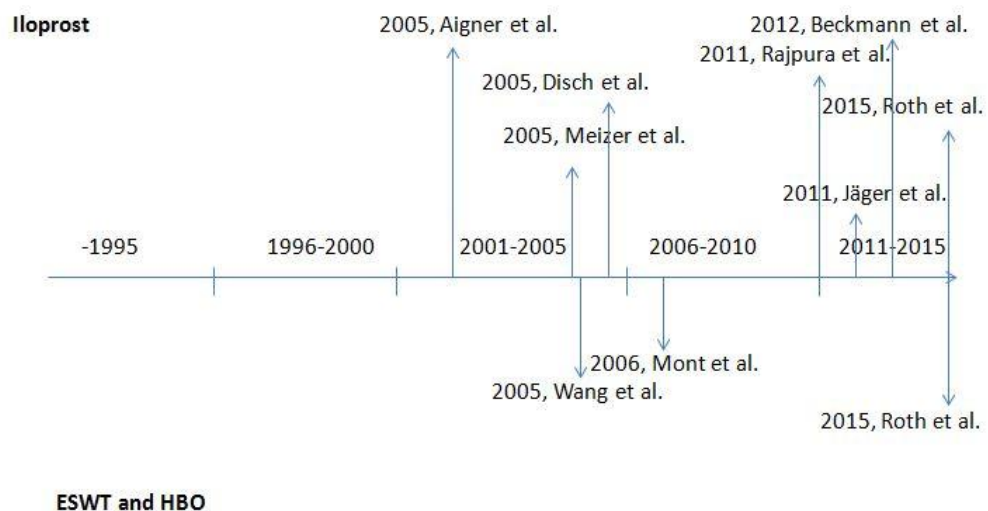 Iloprost
2005, Aigner et al.
2012, Beckmann et al.
2011, Rajpura et al.
2005, Disch et al.
2015, Roth et al.
2005, Meizer et al.
2011, Jäger et al.
-1995
1996-2000
2001-2005
2006-2010
2011-2015
2006, Mont et al.
2005, Wang et al.
2015, Roth et al.
ESWT and HBO